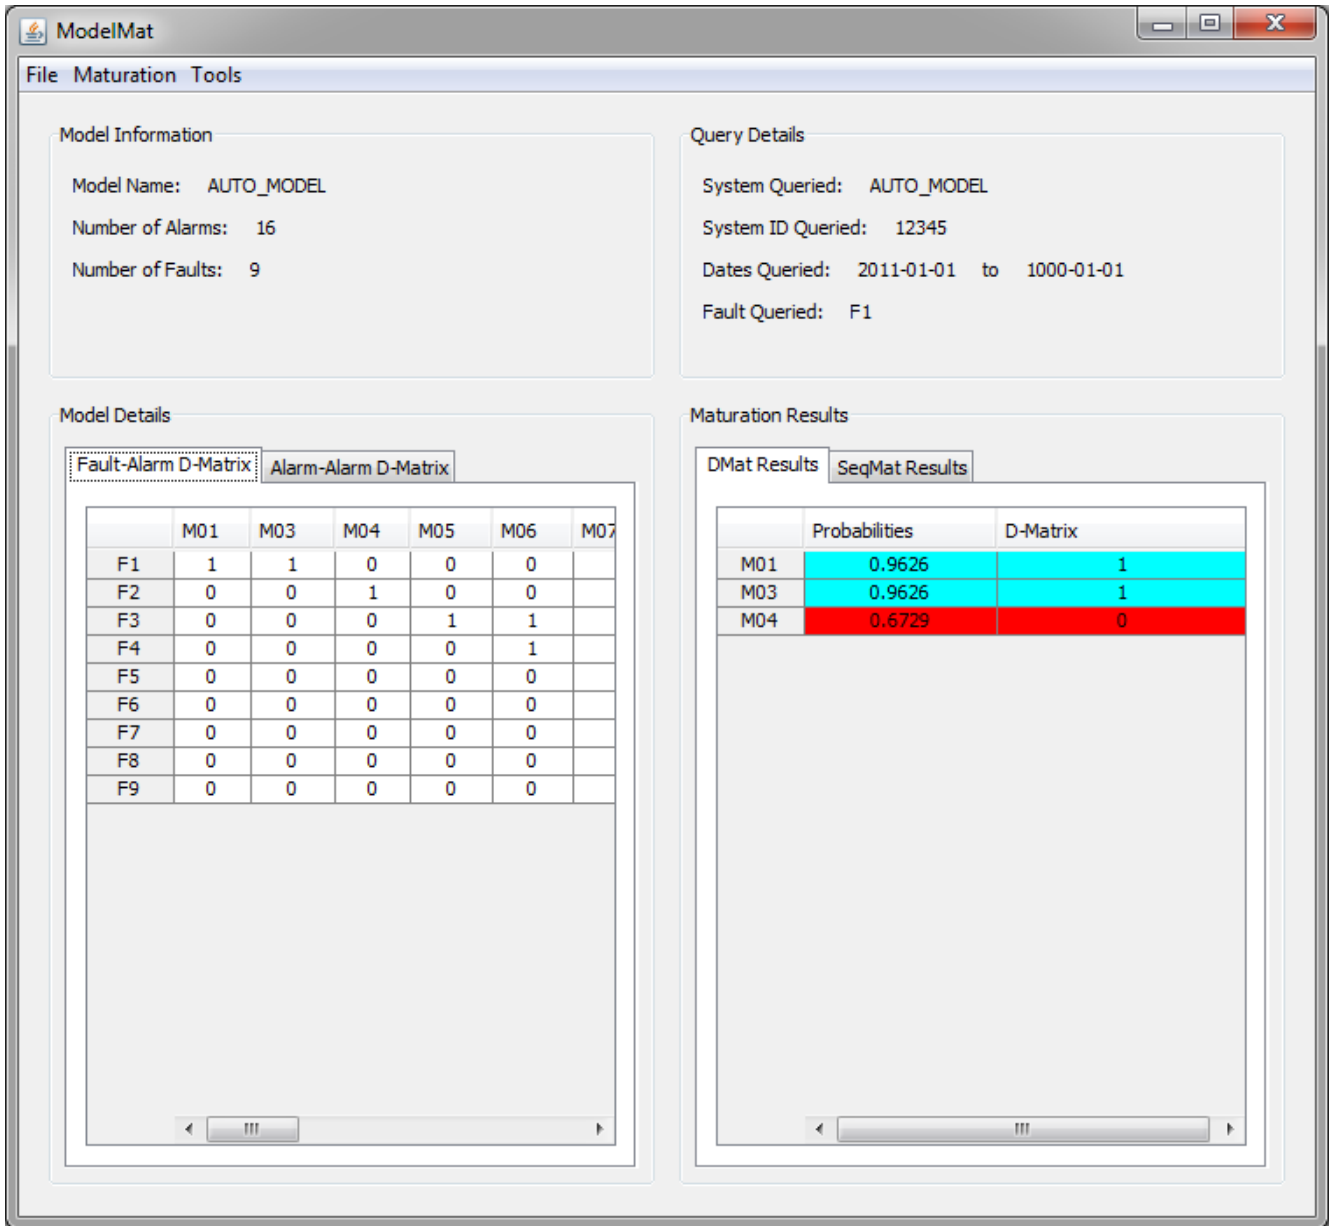 ModelMat
File Maturation Tools
Model Information
Model Name: AUTO_MODEL
Number of Alarms: 16
Number of Faults: 9
Query Details
System Queried: AUTO_MODEL
System ID Queried: 12345
Dates Queried: 2011-01-01 to 1000-01-01
Fault Queried: F1
Model Details
Fault-Alarm D-Matrix Alarm-Alarm D-Matrix
M01 M03 M04 M05 M06 M07
F1 1 1 0 0 0
F2 0 0 1 0 0
F3 0 0 0 1 1
F4 0 0 0 0 1
F5 0 0 0 0 0
F6 0 0 0 0 0
F7 0 0 0 0 0
F8 0 0 0 0 0
F9 0 0 0 0 0
Maturation Results
DMat Results SeqMat Results
Probabilities D-Matrix
M01 0.9626 1
M03 0.9626 1
M04 0.6729 0